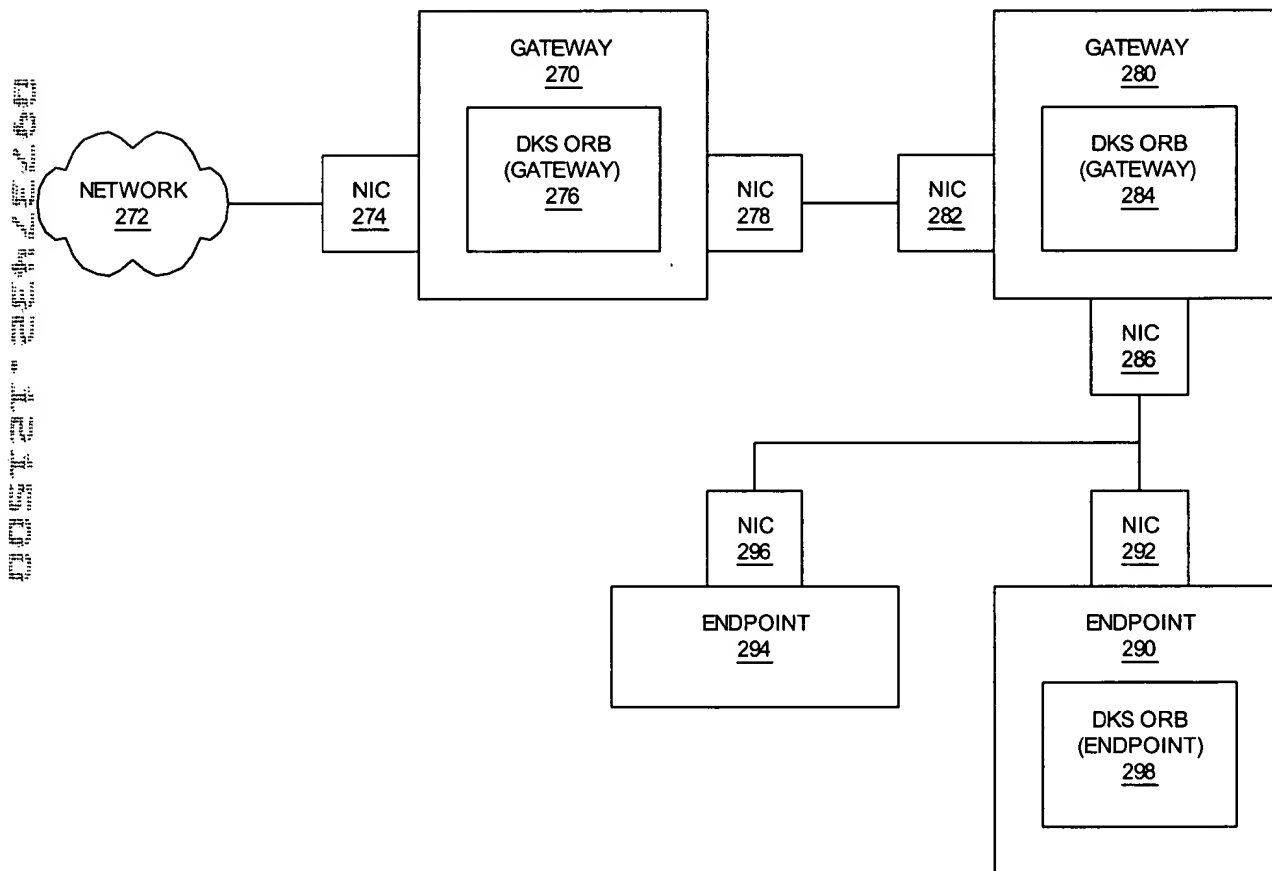 GATEWAY
270
DKS ORB
(GATEWAY)
276
NETWORK
272
NIC
274
NIC
278
NIC
282
GATEWAY
280
DKS ORB
(GATEWAY)
284
NIC
286
NIC
296
ENDPOINT
294
NIC
292
ENDPOINT
290
DKS ORB
(ENDPOINT)
298